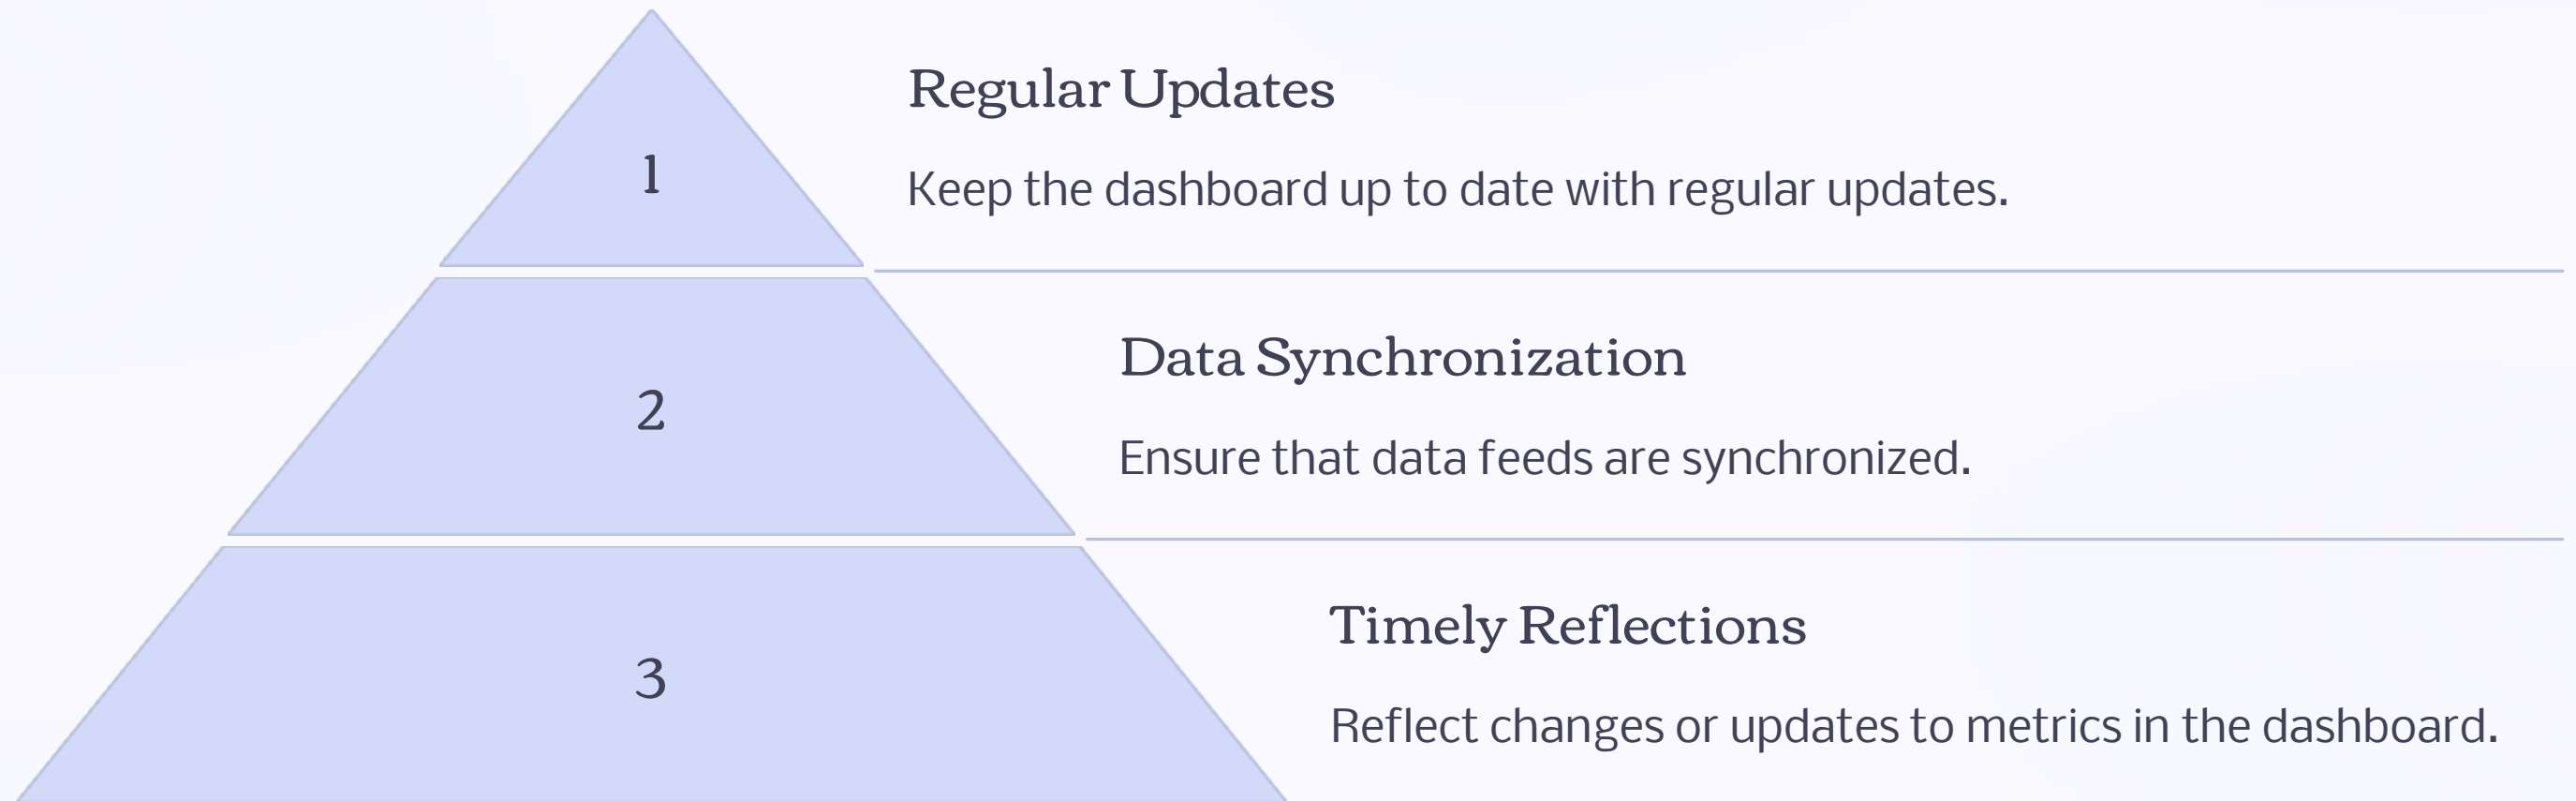 1
Regular Updates
Keep the dashboard up to date with regular updates.
2
Data Synchronization
Ensure that data feeds are synchronized.
3
Timely Reflections
Reflect changes or updates to metrics in the dashboard.